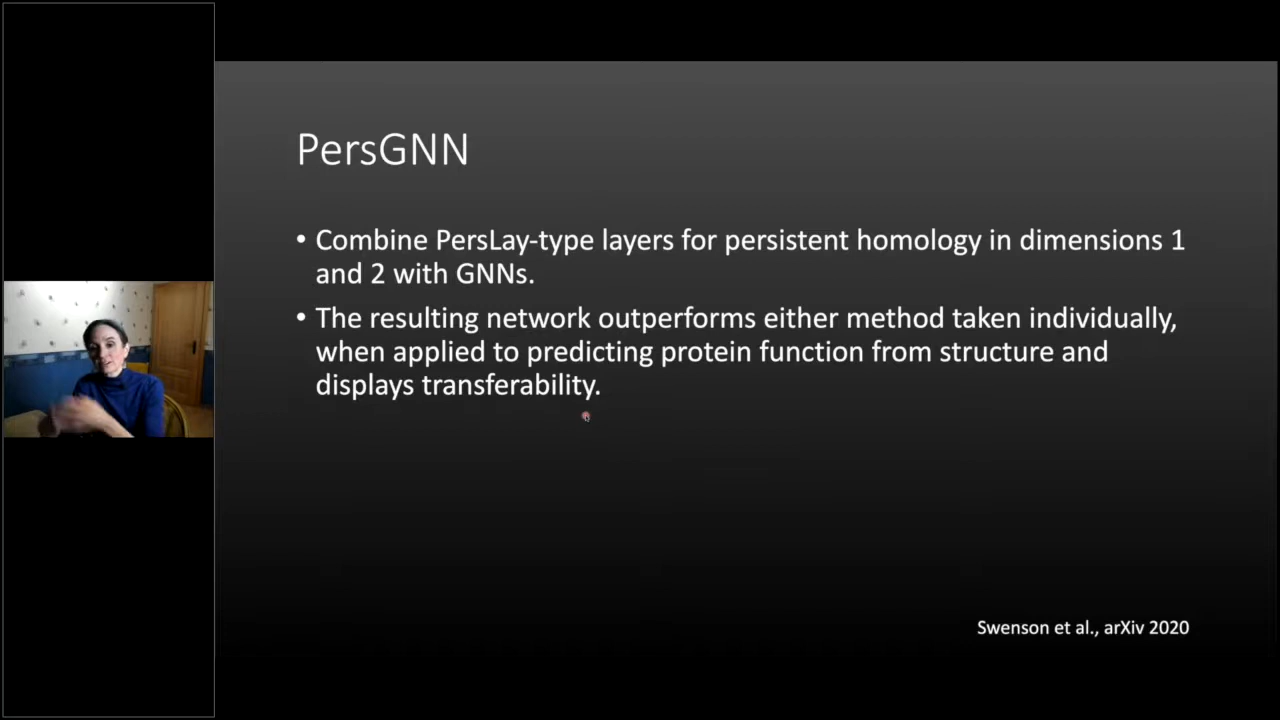 PersGNN
• Combine PersLay-type layers for persistent homology in dimensions 1
and 2 with GNNs.
• The resulting network outperforms either method taken individually,
when applied to predicting protein function from structure and
displays transferability.
Swenson et al., arXiv 2020